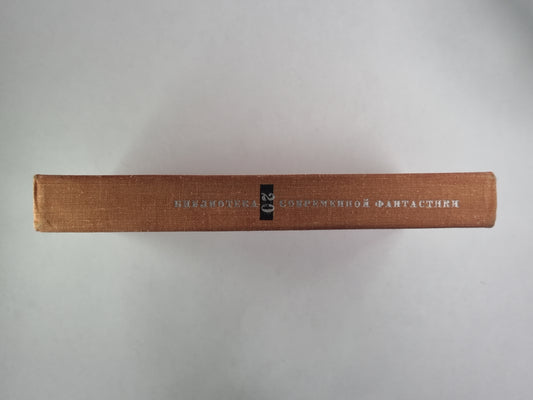 БИБЛИОТЕКА
20
СОВРЕМЕННОЙ ФАНТАСТИКИ